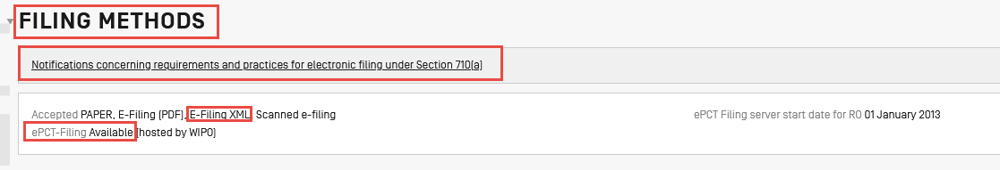 FILING METHODS
Notifications concerning requirements and practices for electronic filing under Section 710(a)
Accepted PAPER, E-Filing (PDF), E-Filing XML, Scanned e-filing
ePCT Filing server start date for RO 01 January 2013
ePCT-Filing Available (hosted by WIPO)